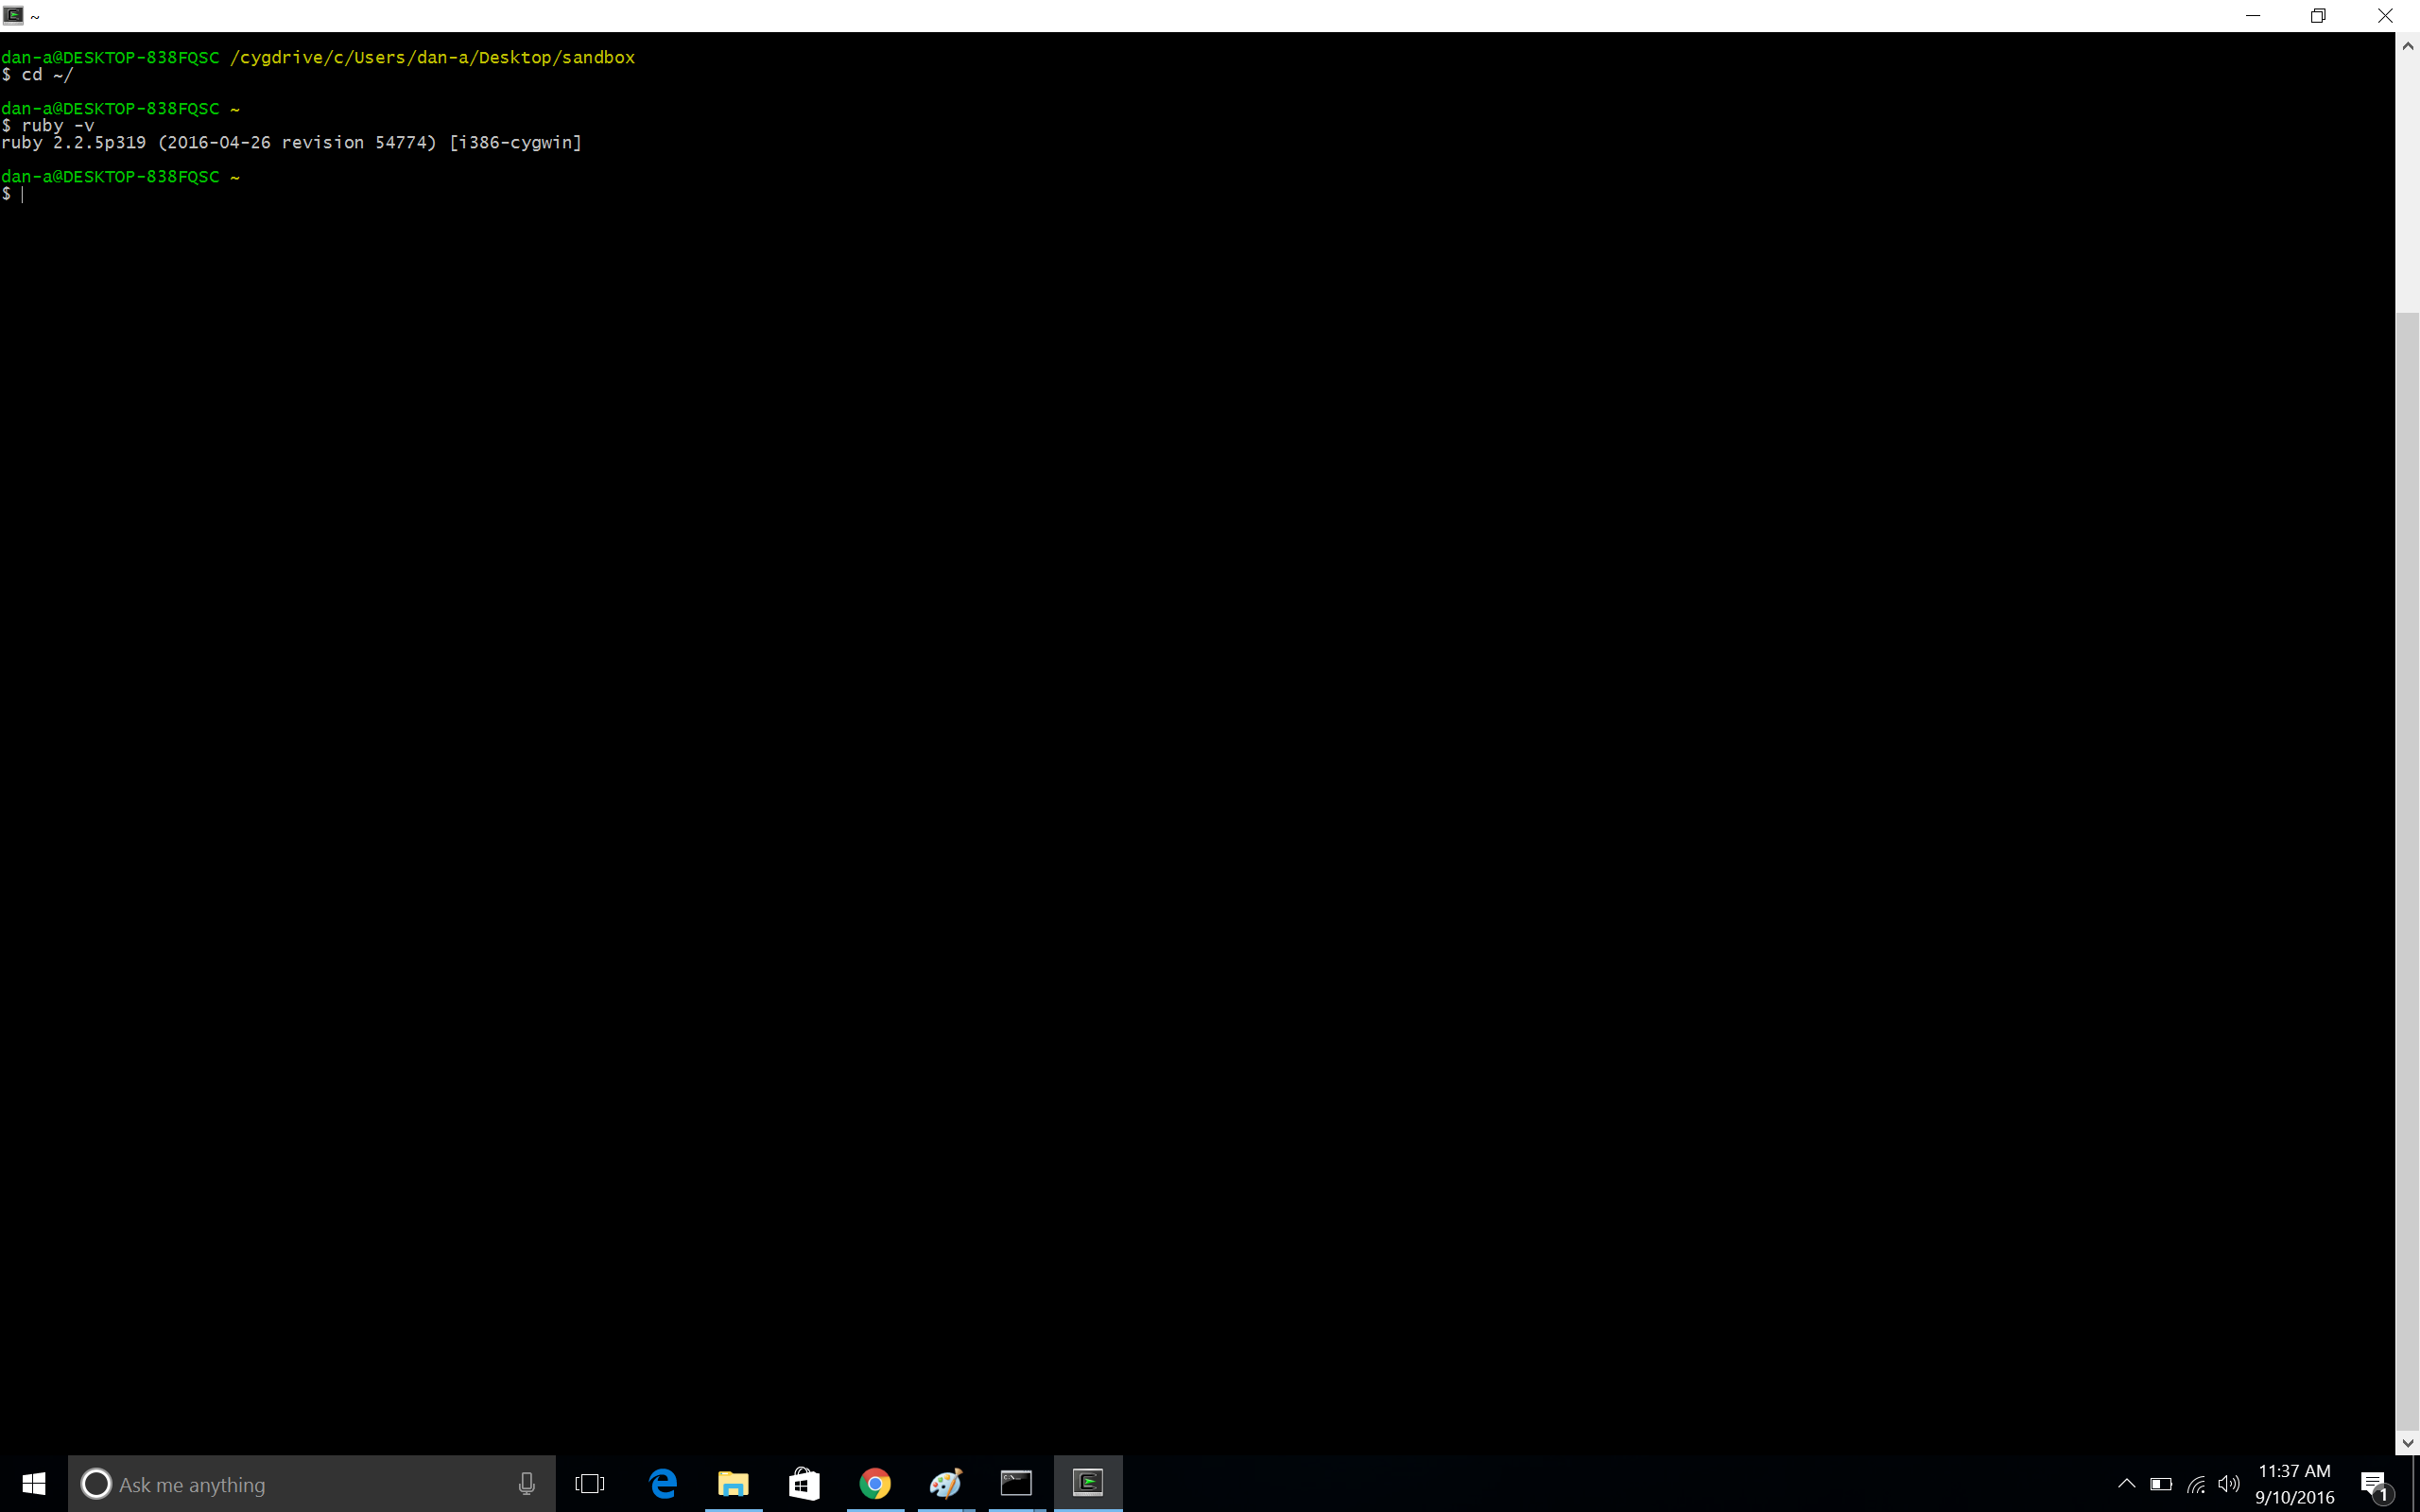 ~
dan-a@DESKTOP-838FQSC /cygdrive/c/Users/dan-a/Desktop/sandbox
$ cd ~/
dan-a@DESKTOP-838FQSC ~
$ ruby -v
ruby 2.2.5p319 (2016-04-26 revision 54774) [i386-cygwin]
dan-a@DESKTOP-838FQSC ~
$
Ask me anything
11:37 AM
9/10/2016
1